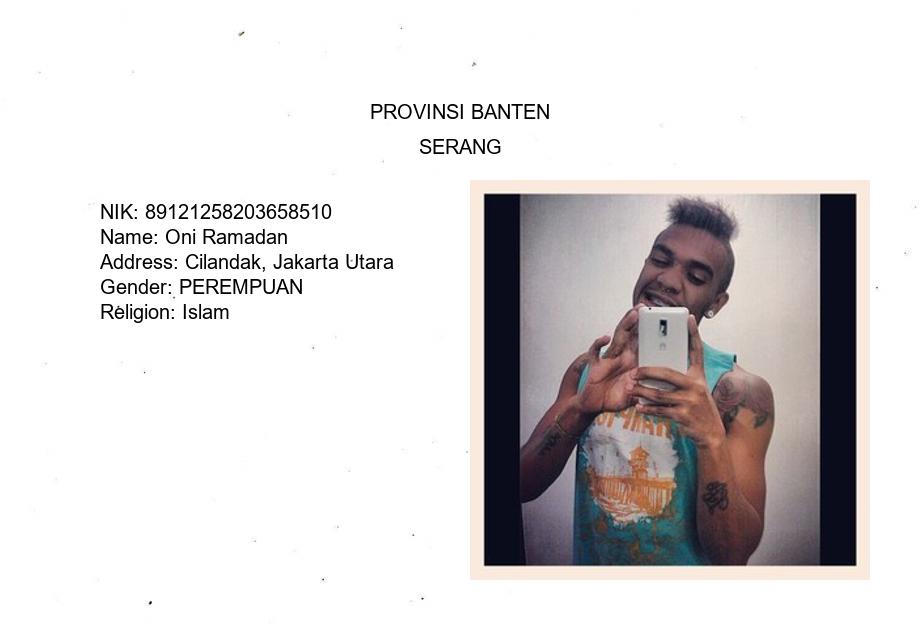 PROVINSI BANTEN
SERANG
NIK: 89121258203658510
Name: Oni Ramadan
Address: Cilandak, Jakarta Utara
Gender: PEREMPUAN
Religion: Islam